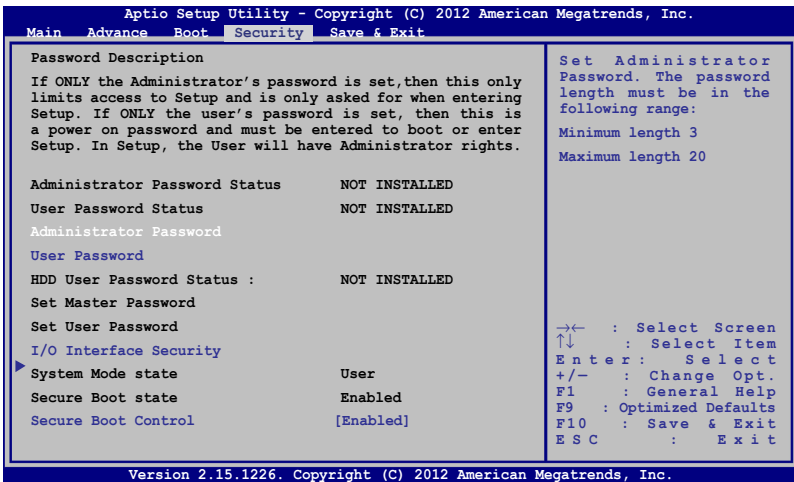 Aptio Setup Utility - Copyright (C) 2012 American Megatrends, Inc.
Main Advance Boot Security Save & Exit
Password Description
If ONLY the Administrator's password is set,then this only
limits access to Setup and is only asked for when entering
Setup. If ONLY the user's password is set, then this is
a power on password and must be entered to boot or enter
Setup. In Setup, the User will have Administrator rights.
Administrator Password Status NOT INSTALLED
User Password Status NOT INSTALLED
Administrator Password
User Password
HDD User Password Status : NOT INSTALLED
Set Master Password
Set User Password
I/O Interface Security
System Mode state User
Secure Boot state Enabled
Secure Boot Control [Enabled]
Set Administrator
Password. The password
length must be in the
following range:
Minimum length 3
Maximum length 20
→← : Select Screen
↑↓ : Select Item
Enter: Select
+/— : Change Opt.
F1 : General Help
F9 : Optimized Defaults
F10 : Save & Exit
ESC : Exit
Version 2.15.1226. Copyright (C) 2012 American Megatrends, Inc.